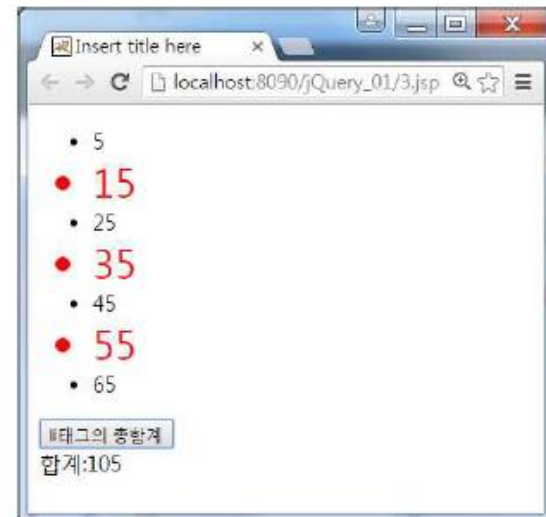 Insert title here
localhost:8090/jQuery_01/3.jsp
5
15
25
35
45
55
65
li태그의 총합계
합계:105